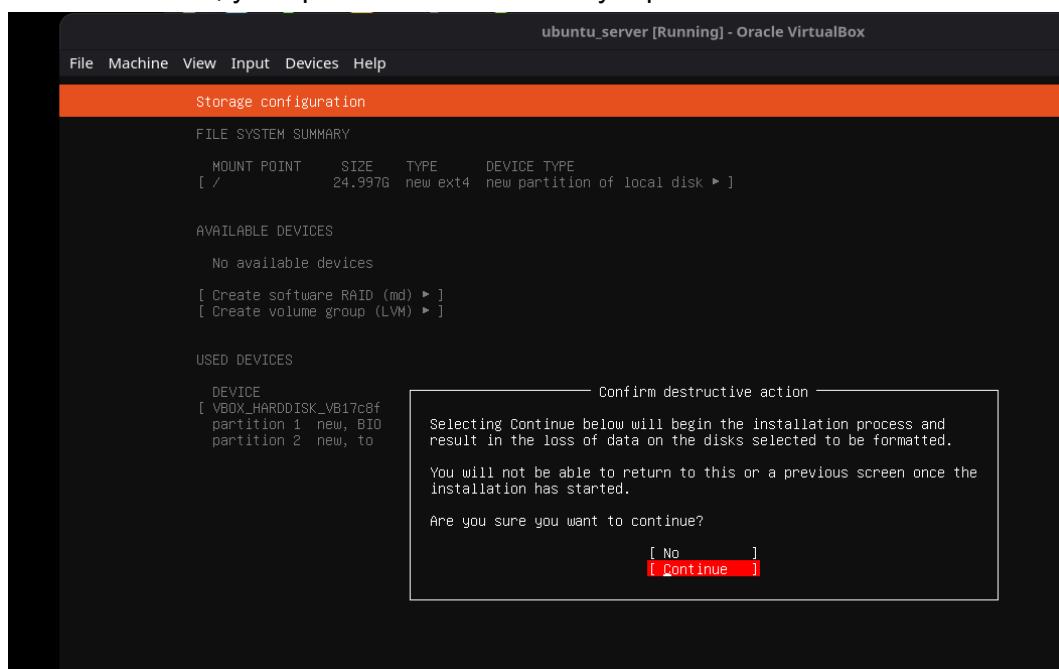 ubuntu_server [Running] - Oracle VirtualBox
File Machine View Input Devices Help
Storage configuration
FILE SYSTEM SUMMARY
MOUNT POINT SIZE TYPE DEVICE TYPE
[ / 24.997G new ext4 new partition of local disk ▸ ]
AVAILABLE DEVICES
No available devices
[ Create software RAID (md) ▸ ]
[ Create volume group (LVM) ▸ ]
USED DEVICES
DEVICE
[ VBOX_HARDDISK_VB17c8f
partition 1 new, BIO
partition 2 new, to
Confirm destructive action
Selecting Continue below will begin the installation process and
result in the loss of data on the disks selected to be formatted.
You will not be able to return to this or a previous screen once the
installation has started.
Are you sure you want to continue?
[ No ]
[ Continue ]